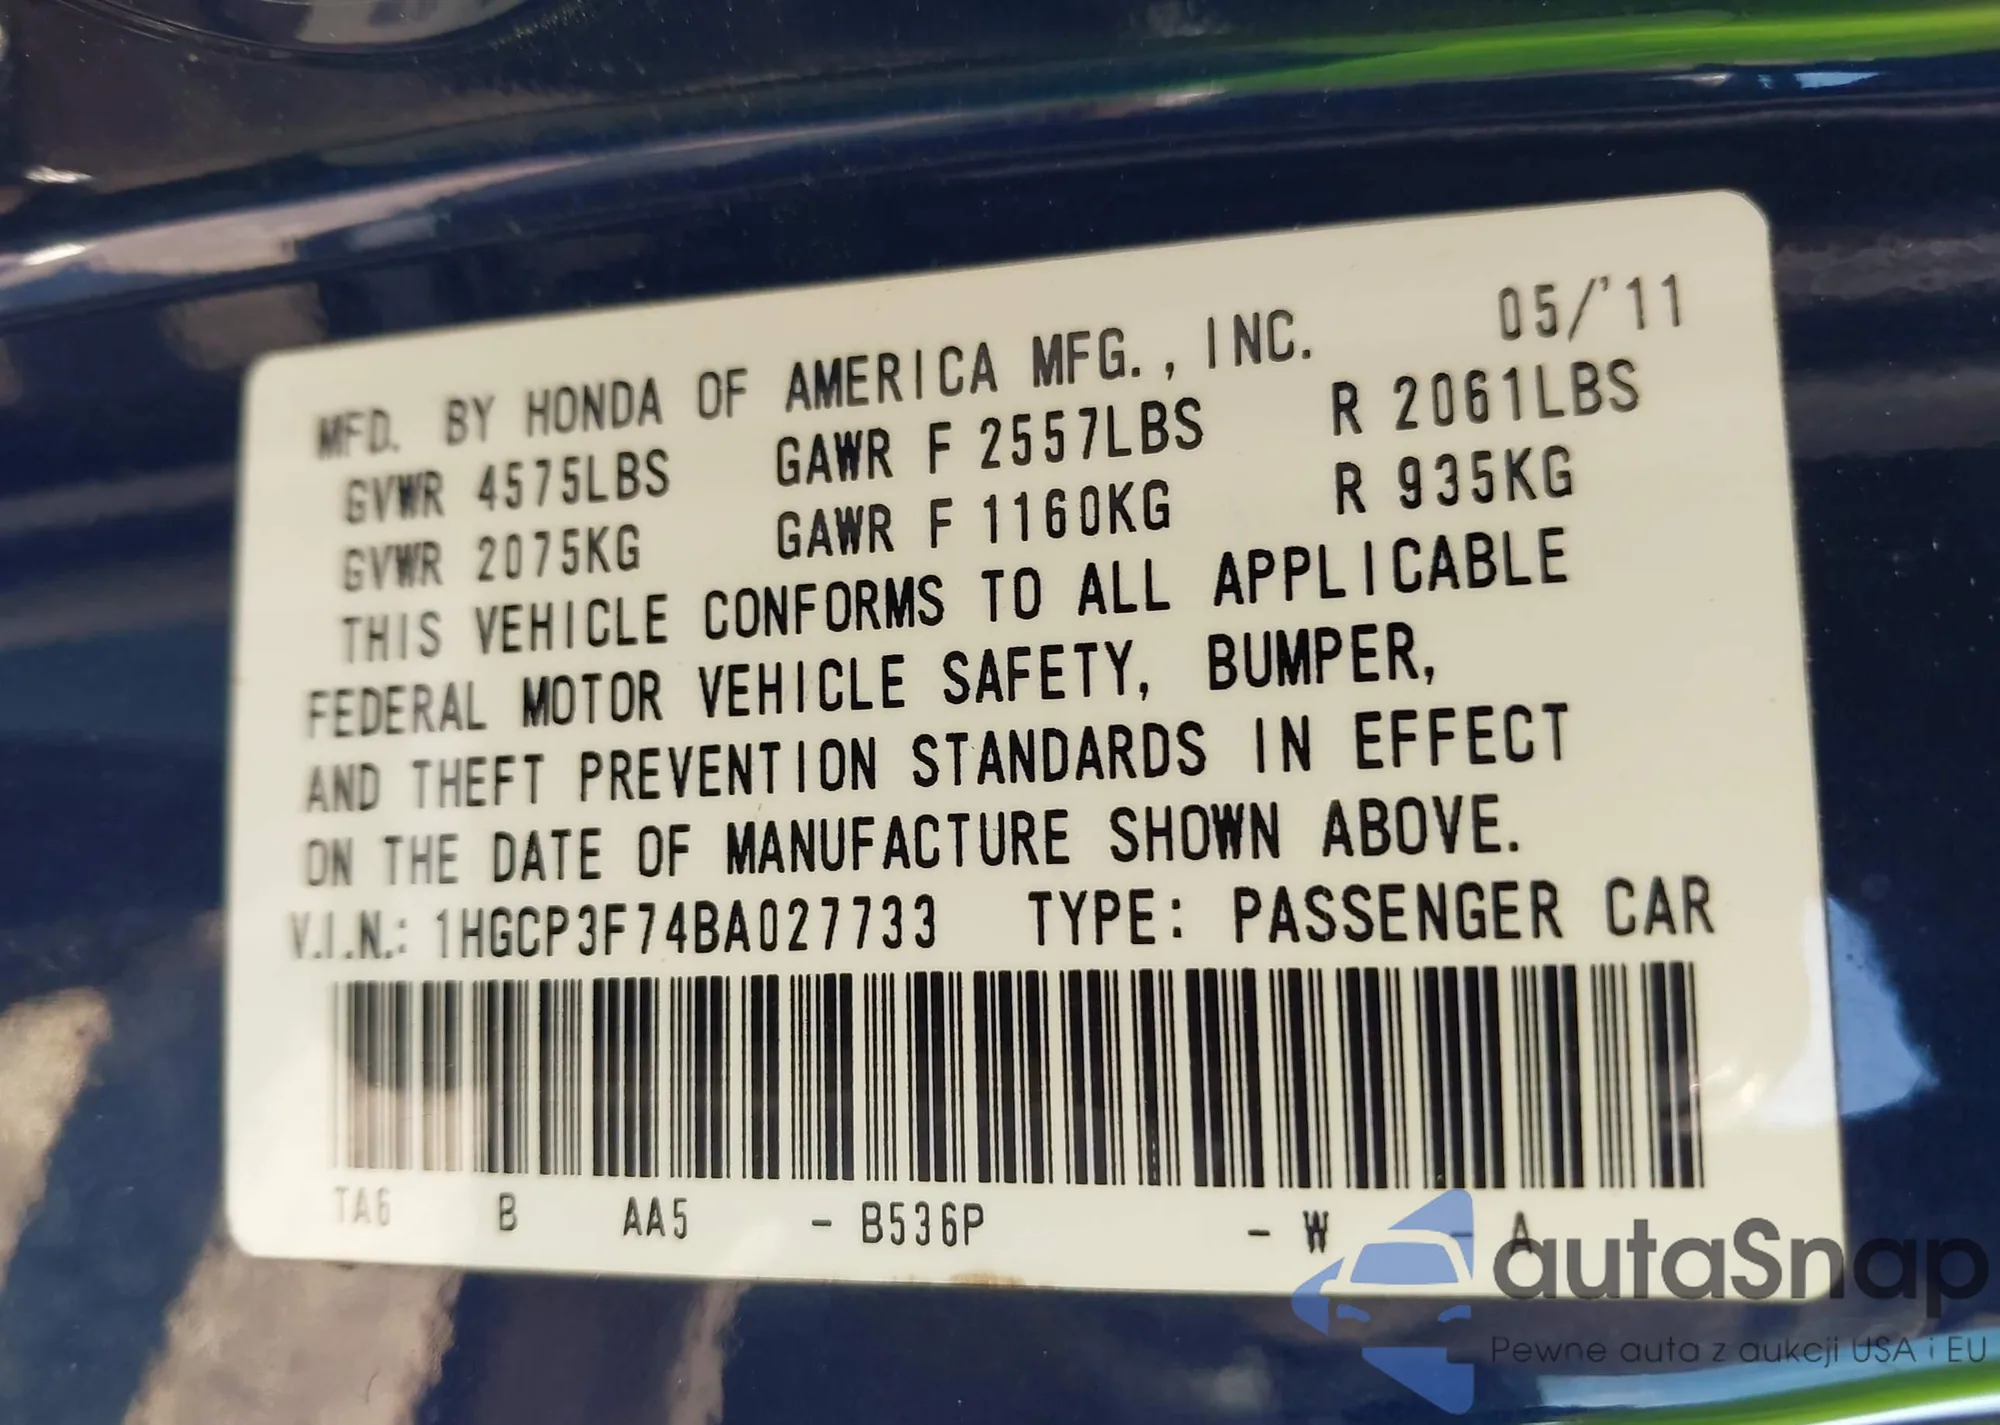 MFD. BY HONDA OF AMERICA MFG., INC. 05/'11
GVWR 4575LBS GAWR F 2557LBS R 2061LBS
GVWR 2075KG GAWR F 1160KG R 935KG
THIS VEHICLE CONFORMS TO ALL APPLICABLE
FEDERAL MOTOR VEHICLE SAFETY, BUMPER,
AND THEFT PREVENTION STANDARDS IN EFFECT
ON THE DATE OF MANUFACTURE SHOWN ABOVE.
V.I.N.: 1HGCP3F74BA027733 TYPE: PASSENGER CAR
TA6 B AA5 - B536P - W - A
autaSnap
Pewne auta z aukcji USA i EU